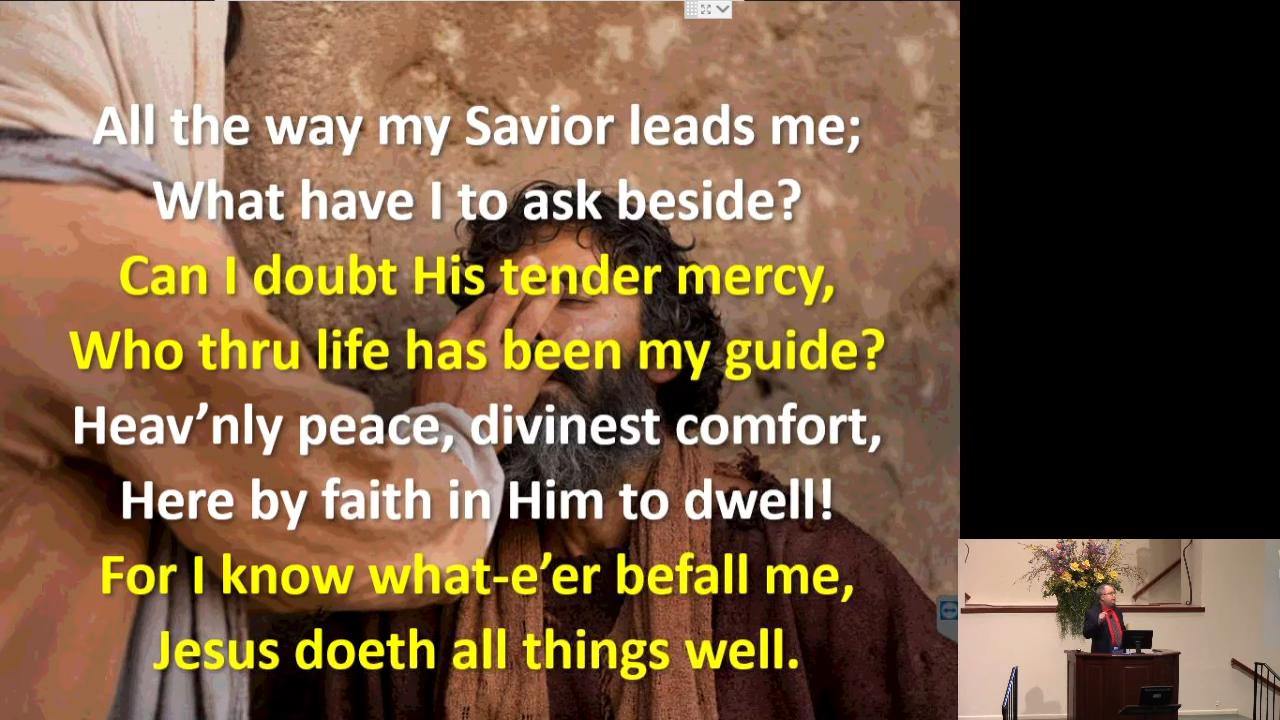 All the way my Savior leads me;
What have I to ask beside?
Can I doubt His tender mercy,
Who thru life has been my guide?
Heav’nly peace, divinest comfort,
Here by faith in Him to dwell!
For I know what-e’er befall me,
Jesus doeth all things well.